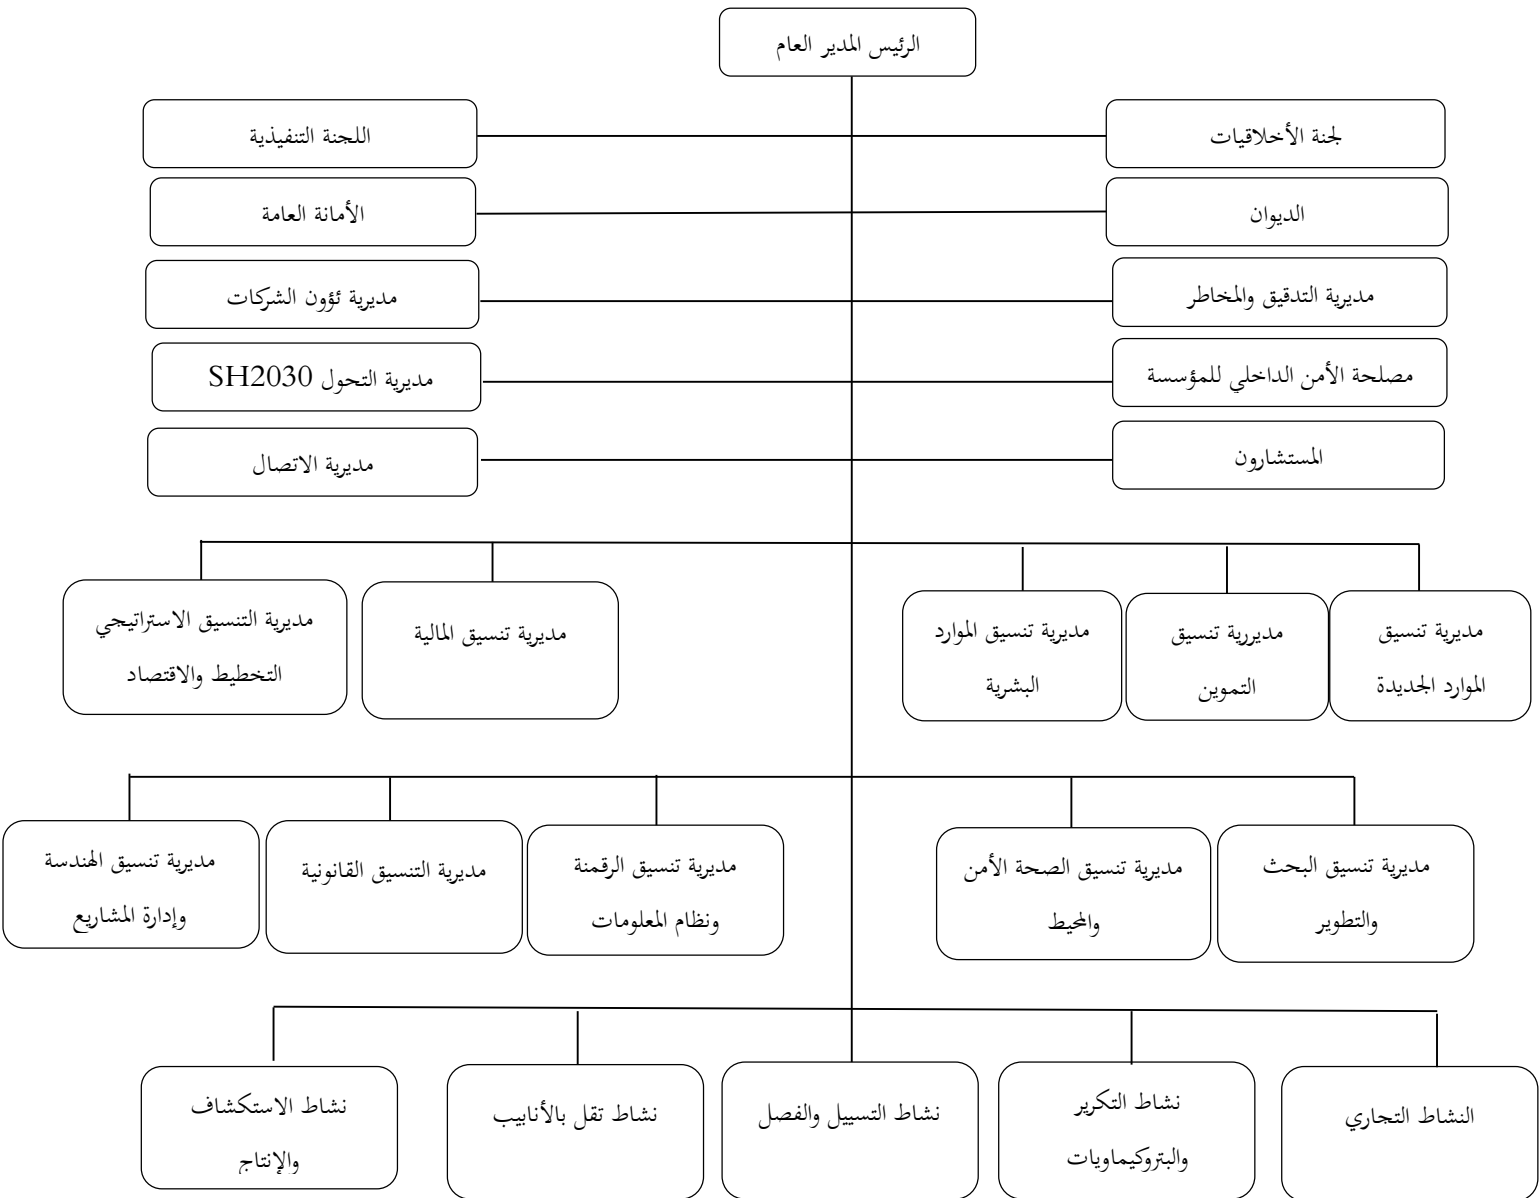 الرئيس المدير العام
لجنة الأخلاقيات
اللجنة التنفيذية
الديوان
الأمانة العامة
مديرية التدقيق والمخاطر
مديرية ئؤون الشركات
مصلحة الأمن الداخلي للمؤسسة
مديرية التحول SH2030
المستشارون
مديرية الاتصال
مديرية تنسيق
الموارد الجديدة
مديررية تنسيق
التموين
مديرية تنسيق الموارد
البشرية
مديرية تنسيق المالية
مديرية التنسيق الاستراتيجي
التخطيط والاقتصاد
مديرية تنسيق البحث
والتطوير
مديرية تنسيق الصحة الأمن
والمحيط
مديرية تنسيق الرقمنة
ونظام المعلومات
مديرية التنسيق القانونية
مديرية تنسيق الهندسة
وإدارة المشاريع
النشاط التجاري
نشاط التكرير
والبتروكيماويات
نشاط التسييل والفصل
نشاط تقل بالأنابيب
نشاط الاستكشاف
والإنتاج